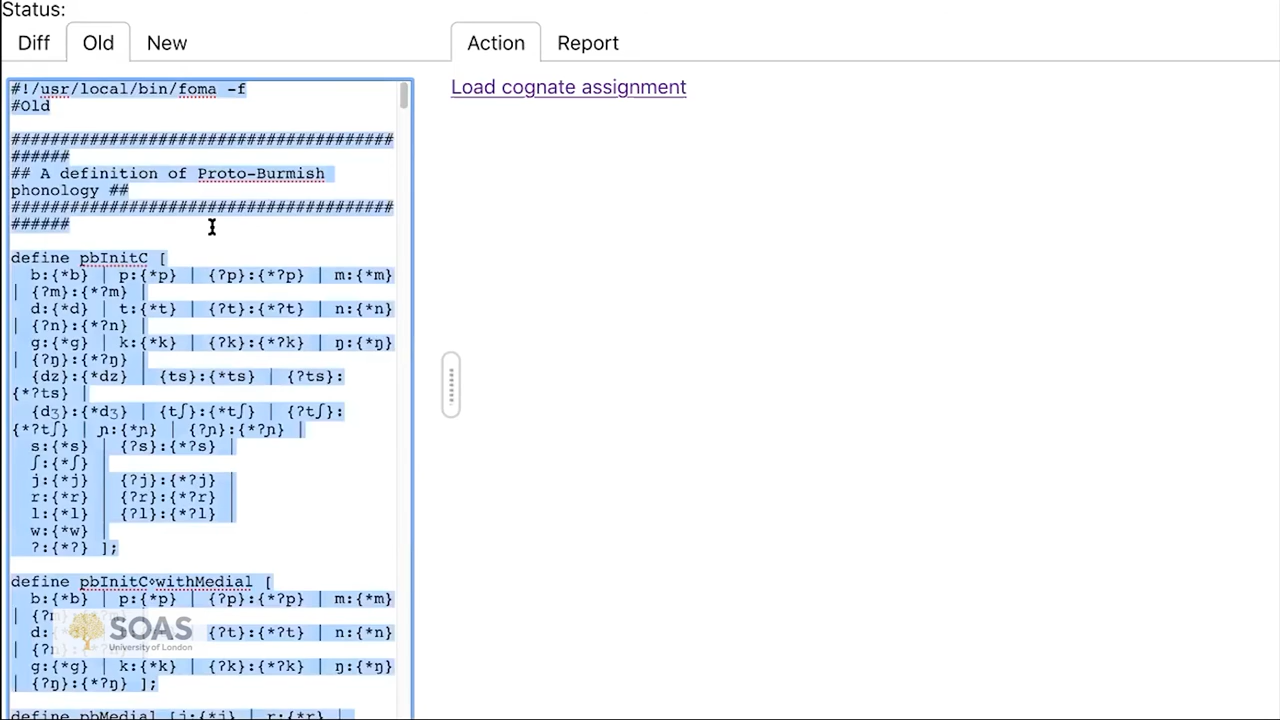 Status:
Diff Old New Action Report
Load cognate assignment
#!/usr/local/bin/foma -f
#Old
#######################################
######
## A definition of Proto-Burmish
phonology ##
#######################################
######
define pbInitC [
b:{*b} | p:{*p} | {?p}:{*?p} | m:{*m}
| {?m}:{*?m} |
d:{*d} | t:{*t} | {?t}:{*?t} | n:{*n}
| {?n}:{*?n} |
g:{*g} | k:{*k} | {?k}:{*?k} | ŋ:{*ŋ}
| {?ŋ}:{*?ŋ} |
{dz}:{*dz} | {ts}:{*ts} | {?ts}:
{*?ts} |
{dʒ}:{*dʒ} | {tʃ}:{*tʃ} | {?tʃ}:
{*?tʃ} | ɲ:{*ɲ} | {?ɲ}:{*?ɲ} |
s:{*s} | {?s}:{*?s} |
ʃ:{*ʃ} |
j:{*j} | {?j}:{*?j} |
r:{*r} | {?r}:{*?r} |
l:{*l} | {?l}:{*?l} |
w:{*w} |
?:{*?} ];
define pbInitC◦withMedial [
b:{*b} | p:{*p} | {?p}:{*?p} | m:{*m}
| {?m}:{*?m} |
d: {?t}:{*?t} | n:{*n}
| {?n
g:{*g} | k:{*k} | {?k}:{*?k} | ŋ:{*ŋ}
| {?ŋ}:{*?ŋ} ];
define pbMedial [j:{*j} | r:{*r} |
SOAS
University of London